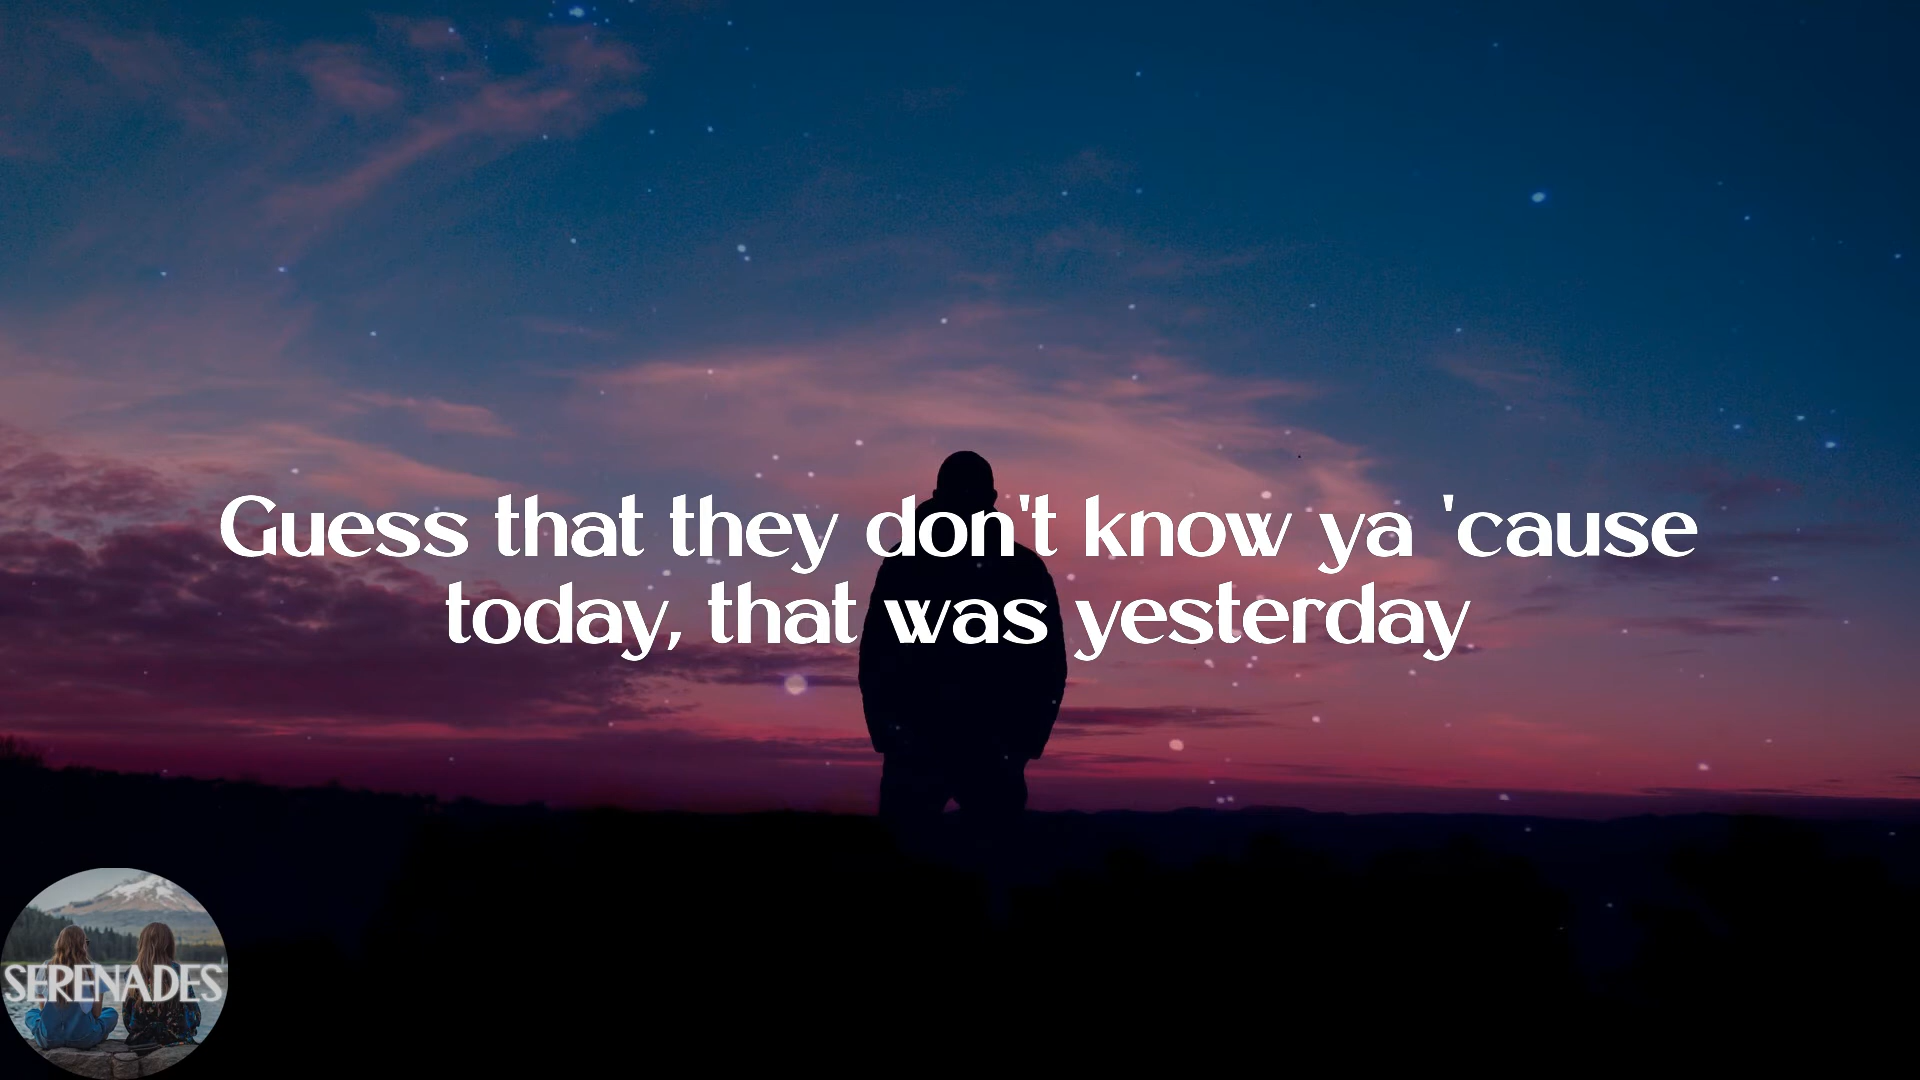 Guess that they don't know ya 'cause
today, that was yesterday
SERENADES